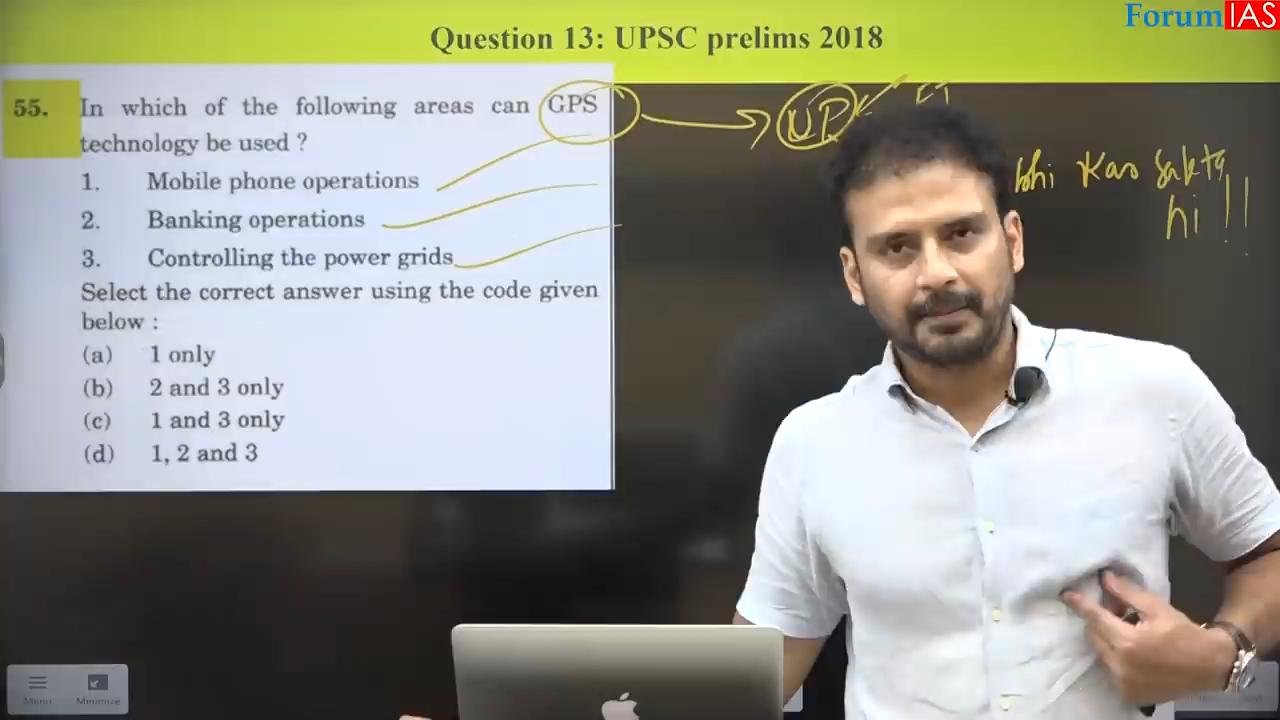 ForumIAS
Question 13: UPSC prelims 2018
55. In which of the following areas can GPS
technology be used ?
1. Mobile phone operations
2. Banking operations
3. Controlling the power grids
Select the correct answer using the code given
below :
(a) 1 only
(b) 2 and 3 only
(c) 1 and 3 only
(d) 1, 2 and 3
UP
bhi Kar Sakta
hi !!
Menu
Minimize